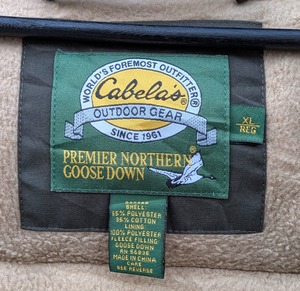 WORLD'S FOREMOST OUTFITTER®
Cabela's
OUTDOOR GEAR
SINCE 1961
XL
REG
PREMIER NORTHERN®
GOOSE DOWN
SHELL:
65% POLYESTER
35% COTTON
LINING:
100% POLYESTER
FLEECE FILLING:
GOOSE DOWN
MADE IN CHINA
CARE
SEE REVERSE